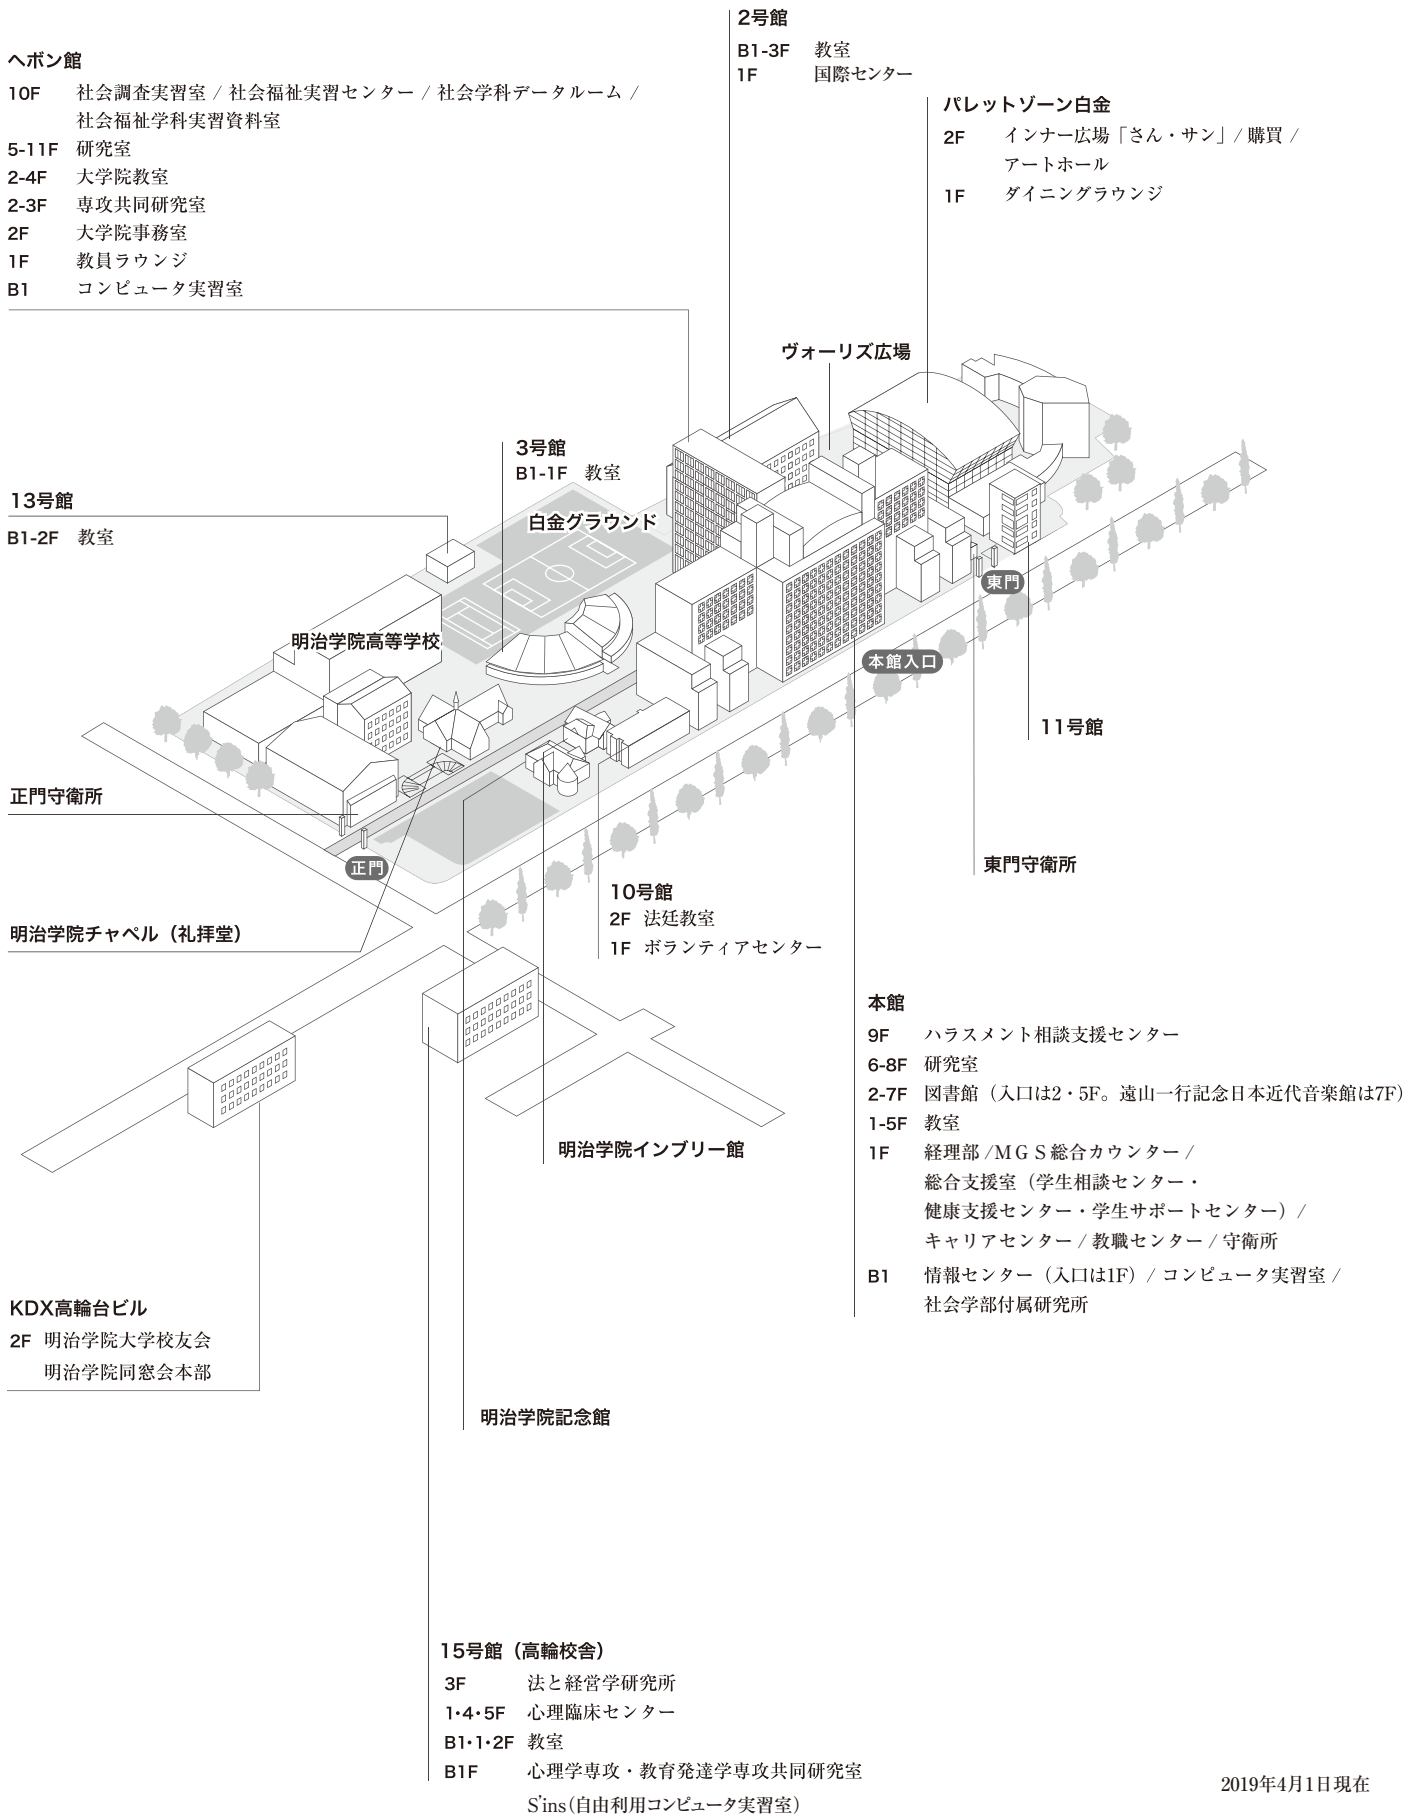 2号館
B1-3F 教室
1F 国際センター
ヘボン館
10F 社会調査実習室 / 社会福祉実習センター / 社会学科データルーム /
社会福祉学科実習資料室
5-11F 研究室
2-4F 大学院教室
2-3F 専攻共同研究室
2F 大学院事務室
1F 教員ラウンジ
B1 コンピュータ実習室
パレットゾーン白金
2F インナー広場「さん・サン」/ 購買 /
アートホール
1F ダイニングラウンジ
ヴォーリズ広場
3号館
B1-1F 教室
白金グラウンド
13号館
B1-2F 教室
東門
明治学院高等学校
本館入口
11号館
正門守衛所
正門
東門守衛所
10号館
2F 法廷教室
1F ボランティアセンター
明治学院チャペル（礼拝堂）
本館
9F ハラスメント相談支援センター
6-8F 研究室
2-7F 図書館（入口は2・5F。遠山一行記念日本近代音楽館は7F）
1-5F 教室
1F 経理部 /ＭＧＳ総合カウンター /
総合支援室（学生相談センター・
健康支援センター・学生サポートセンター）/
キャリアセンター / 教職センター / 守衛所
B1 情報センター（入口は1F）/ コンピュータ実習室 /
社会学部付属研究所
明治学院インブリー館
KDX高輪台ビル
2F 明治学院大学校友会
明治学院同窓会本部
明治学院記念館
15号館（高輪校舎）
3F 法と経営学研究所
1・4・5F 心理臨床センター
B1・1・2F 教室
B1F 心理学専攻・教育発達学専攻共同研究室
S'ins（自由利用コンピュータ実習室）
2019年4月1日現在